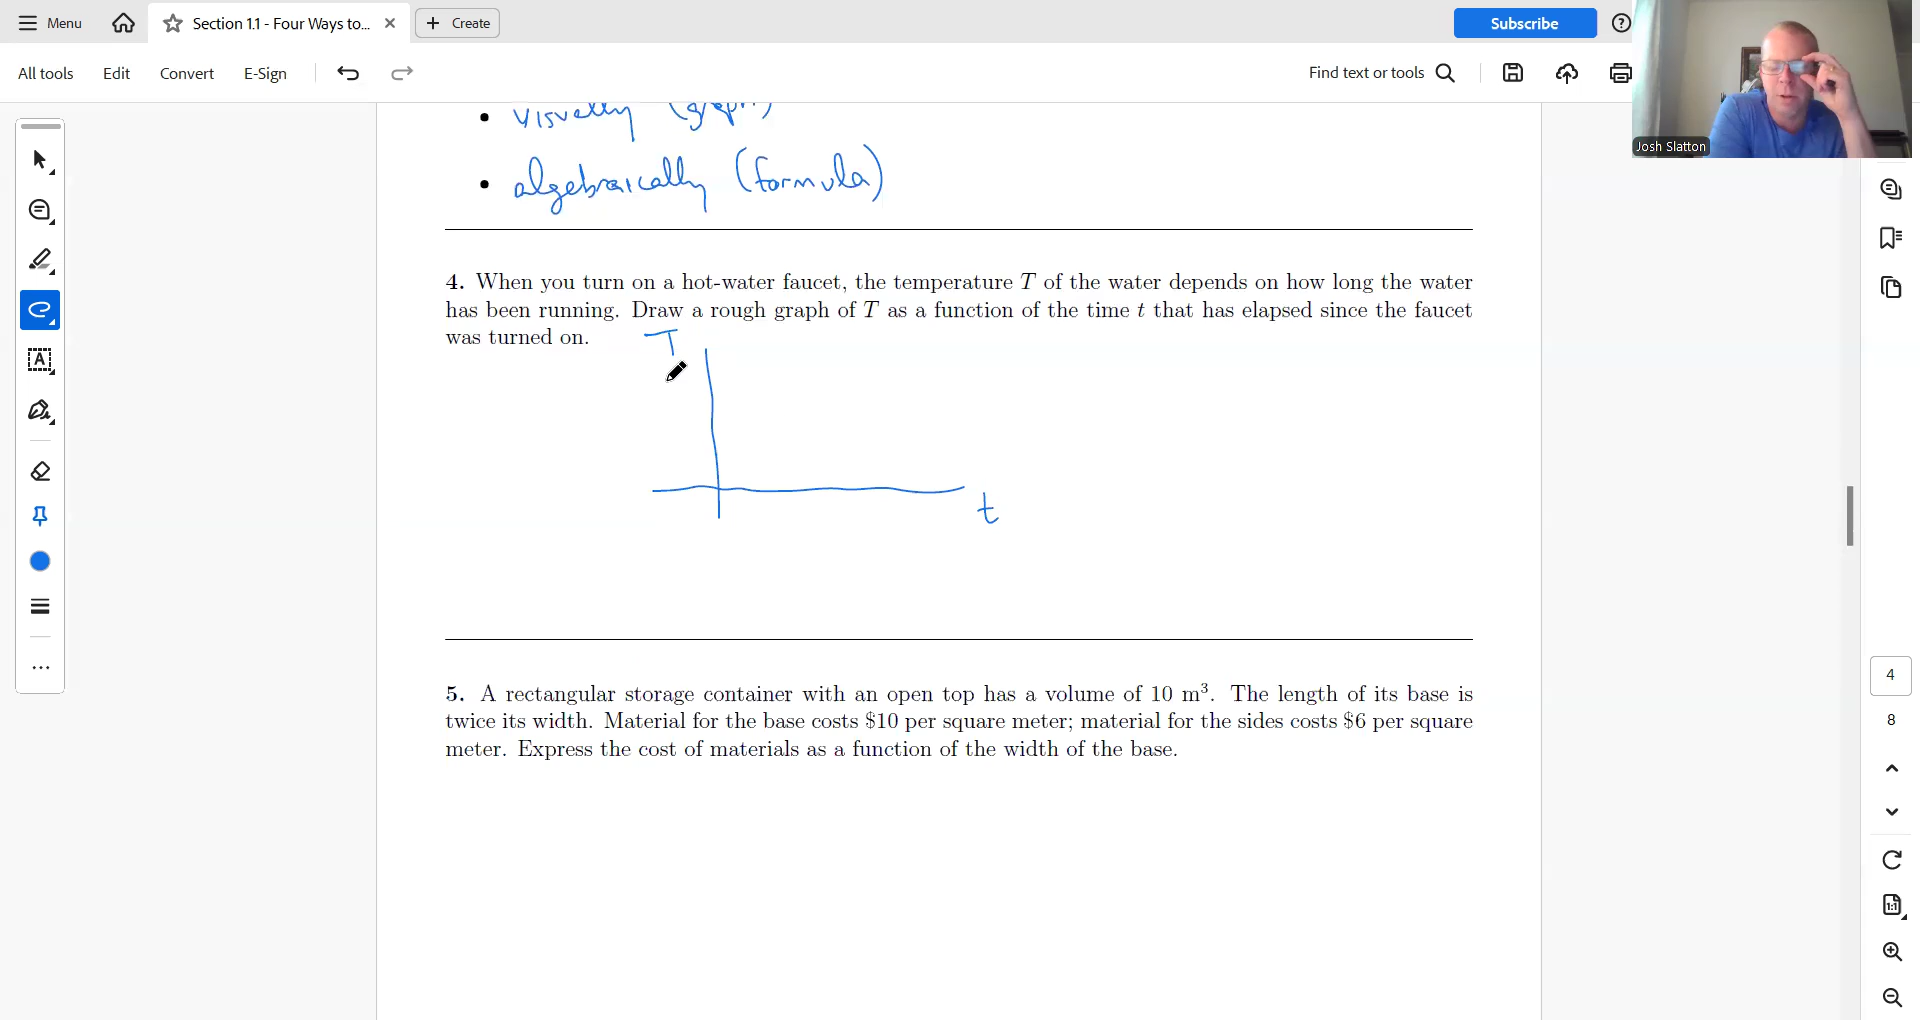 Menu
Section 1.1 - Four Ways to...
Create
Subscribe
All tools
Edit
Convert
E-Sign
Find text or tools
Josh Slatton
• visually (graph)
• algebraically (formula)
4. When you turn on a hot-water faucet, the temperature T of the water depends on how long the water
has been running. Draw a rough graph of T as a function of the time t that has elapsed since the faucet
was turned on.
T
t
5. A rectangular storage container with an open top has a volume of 10 m³. The length of its base is
twice its width. Material for the base costs $10 per square meter; material for the sides costs $6 per square
meter. Express the cost of materials as a function of the width of the base.
A
4
8
1:1